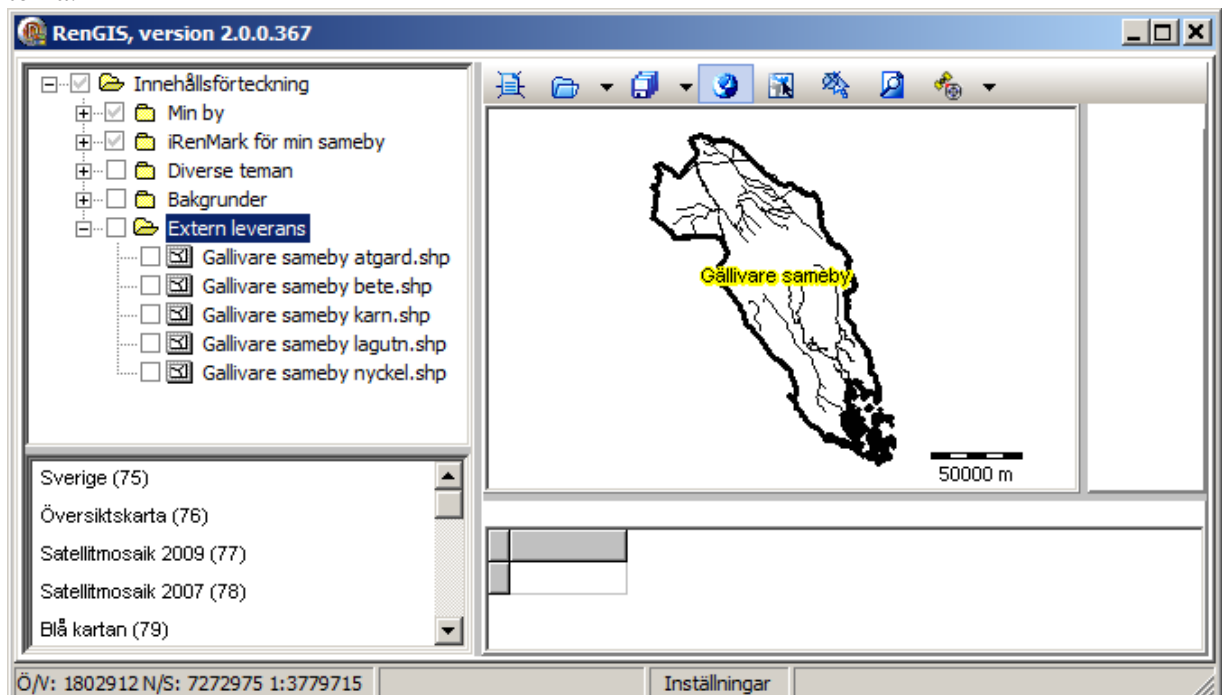 RenGIS, version 2.0.0.367
Innehållsförteckning
Min by
iRenMark för min sameby
Diverse teman
Bakgrunder
Extern leverans
Gallivare sameby atgard.shp
Gallivare sameby bete.shp
Gallivare sameby karn.shp
Gallivare sameby lagutn.shp
Gallivare sameby nyckel.shp
Sverige (75)
Översiktskarta (76)
Satellitmosaik 2009 (77)
Satellitmosaik 2007 (78)
Blå kartan (79)
Gällivare sameby
50000 m
Ö/V: 1802912 N/S: 7272975 1:3779715
Inställningar